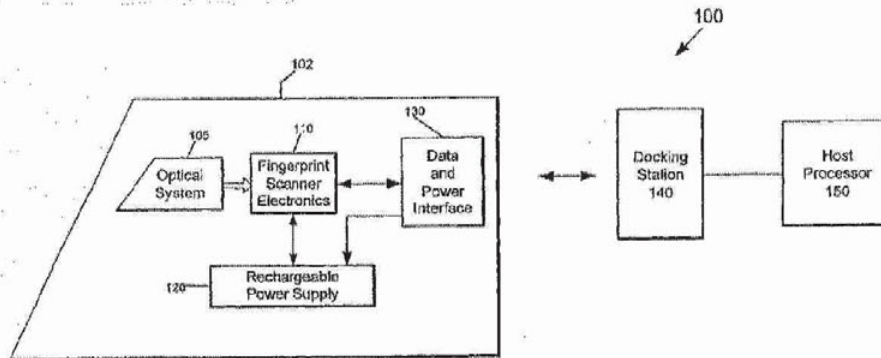 100
102
105
110
130
Optical
System
Fingerprint
Scanner
Electronics
Data
and
Power
Interface
Docking
Station
140
Host
Processor
150
120
Rechargeable
Power Supply